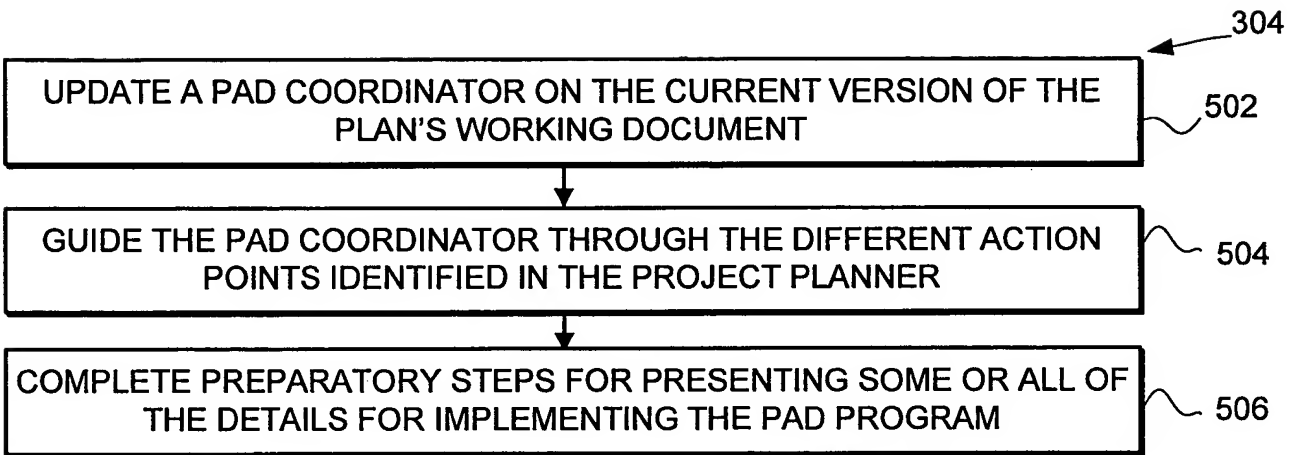 304
UPDATE A PAD COORDINATOR ON THE CURRENT VERSION OF THE
PLAN'S WORKING DOCUMENT
502
GUIDE THE PAD COORDINATOR THROUGH THE DIFFERENT ACTION
POINTS IDENTIFIED IN THE PROJECT PLANNER
504
COMPLETE PREPARATORY STEPS FOR PRESENTING SOME OR ALL OF
THE DETAILS FOR IMPLEMENTING THE PAD PROGRAM
506